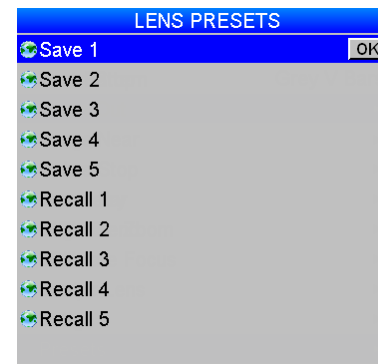 LENS PRESETS
Save 1 OK
Save 2
Save 3
Save 4
Save 5
Recall 1
Recall 2
Recall 3
Recall 4
Recall 5